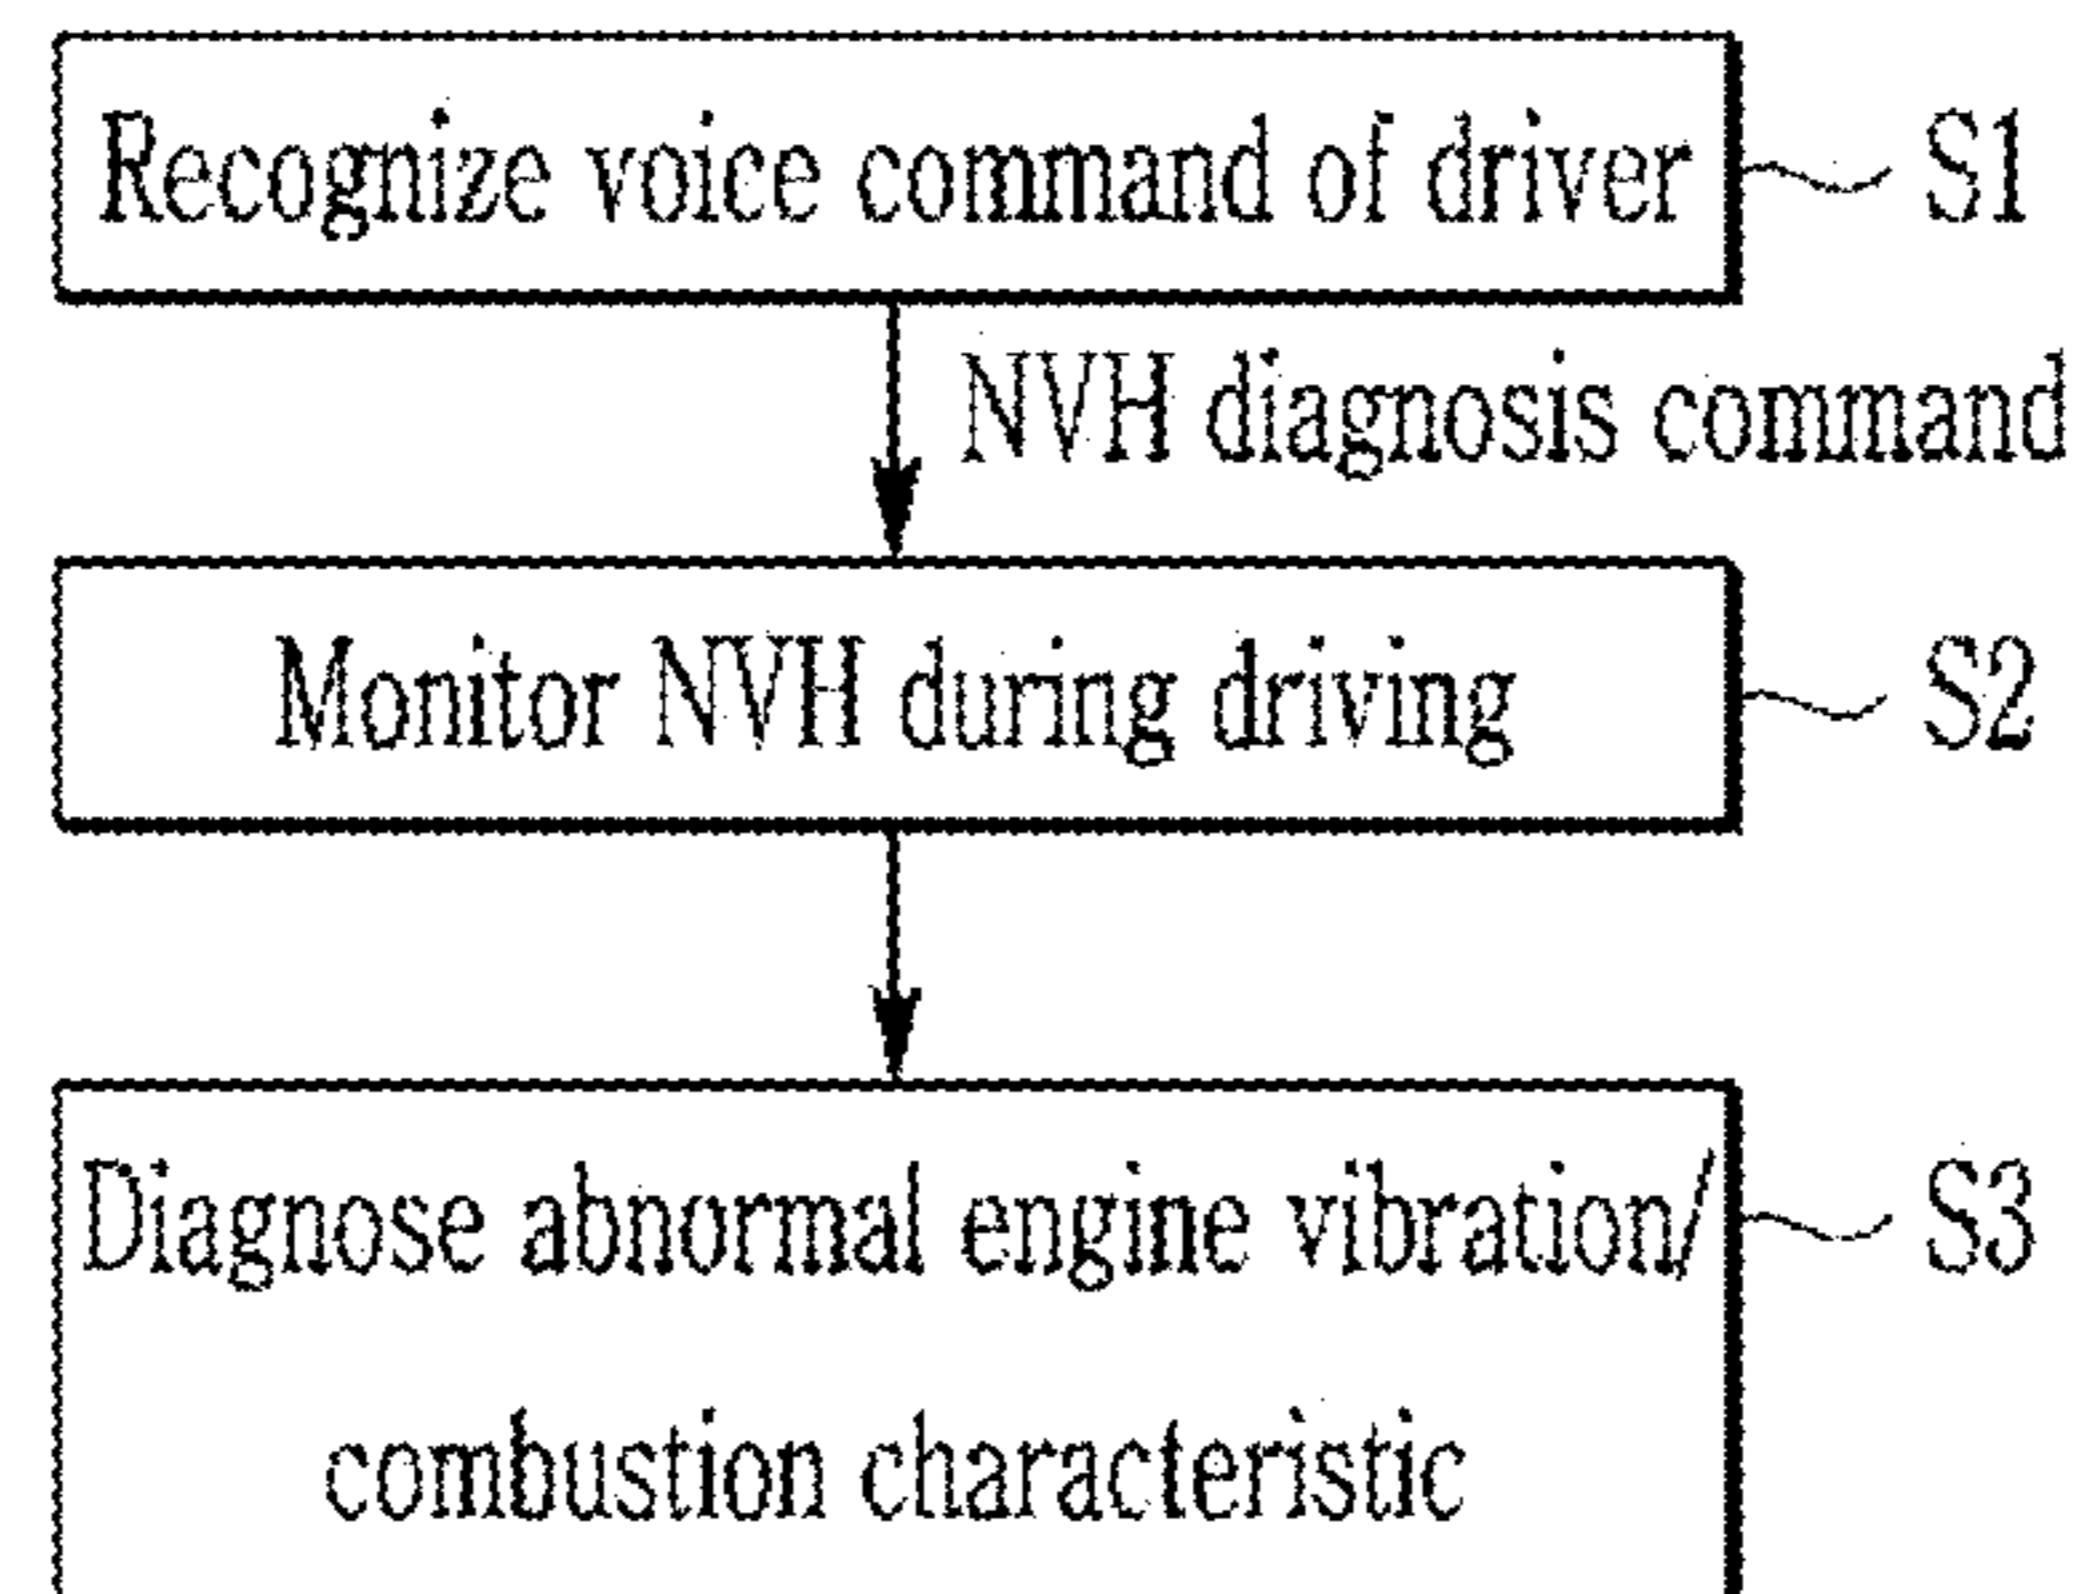 Recognize voice command of driver S1
NVH diagnosis command
Monitor NVH during driving S2
Diagnose abnormal engine vibration/ S3
combustion characteristic